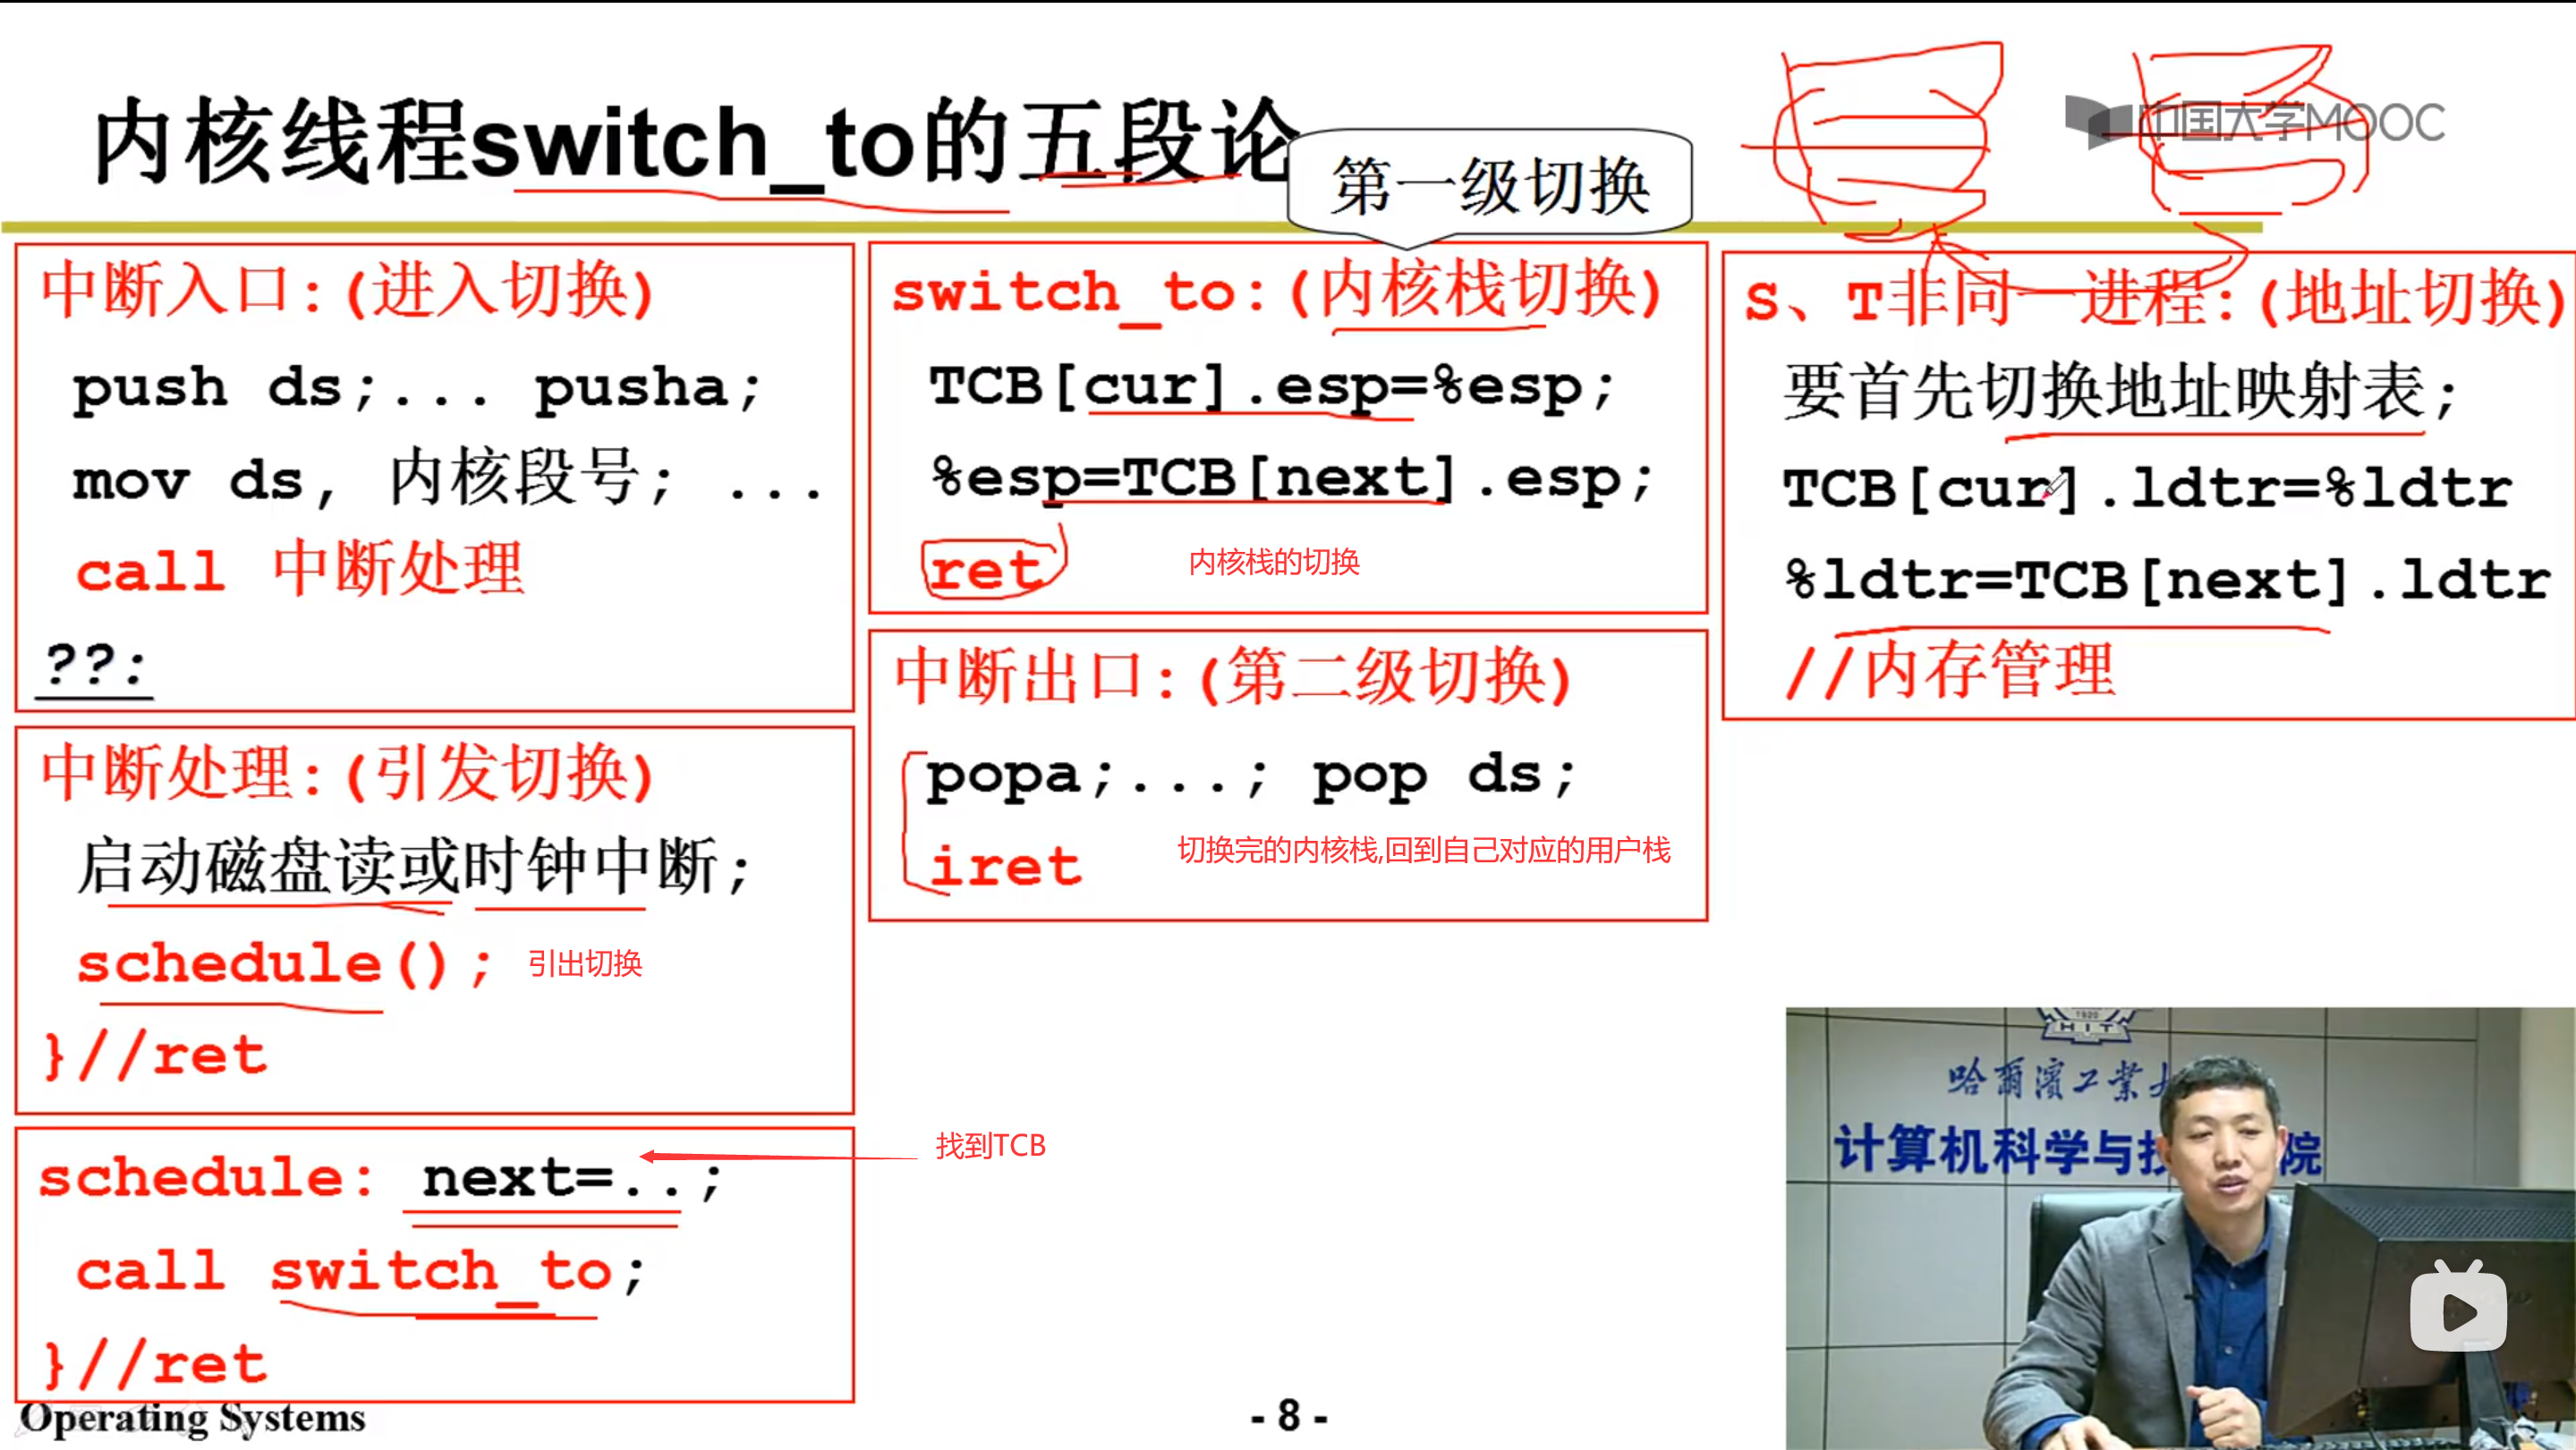 内核线程switch_to的五段论
第一级切换
中国大学MOOC
中断入口:(进入切换)
push ds;... pusha;
mov ds, 内核段号; ...
call 中断处理
??:
中断处理:(引发切换)
启动磁盘读或时钟中断;
schedule(); 引出切换
}//ret
schedule: next=..; 找到TCB
call switch_to;
}//ret
switch_to:(内核栈切换)
TCB[cur].esp=%esp;
%esp=TCB[next].esp;
ret 内核栈的切换
中断出口:(第二级切换)
popa;...; pop ds;
iret 切换完的内核栈,回到自己对应的用户栈
S、T非同一进程:(地址切换)
要首先切换地址映射表;
TCB[cur].ldtr=%ldtr
%ldtr=TCB[next].ldtr
//内存管理
1920
HIT
哈爾濱工業
计算机科学与技 院
Operating Systems
- 8 -